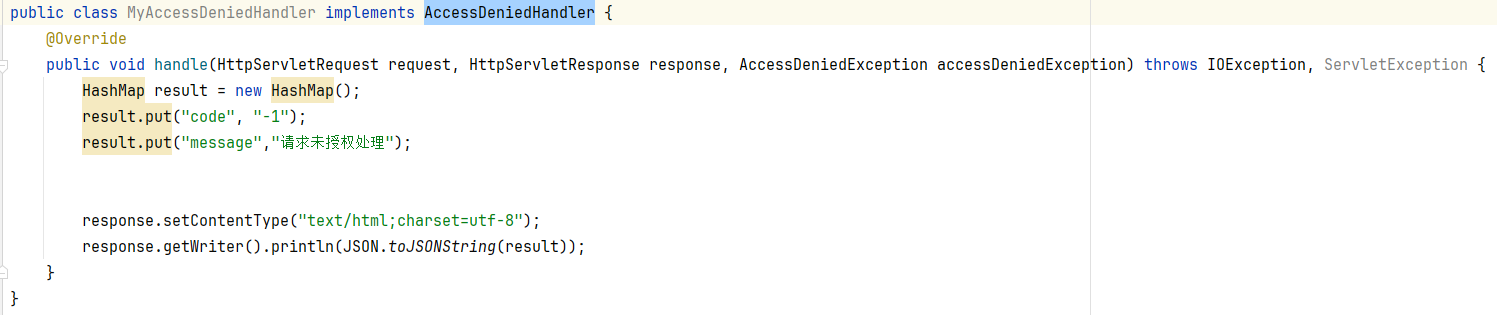 public class MyAccessDeniedHandler implements AccessDeniedHandler {
    @Override
    public void handle(HttpServletRequest request, HttpServletResponse response, AccessDeniedException accessDeniedException) throws IOException, ServletException {
        HashMap result = new HashMap();
        result.put("code", "-1");
        result.put("message","请求未授权处理");
        response.setContentType("text/html;charset=utf-8");
        response.getWriter().println(JSON.toJSONString(result));
    }
}